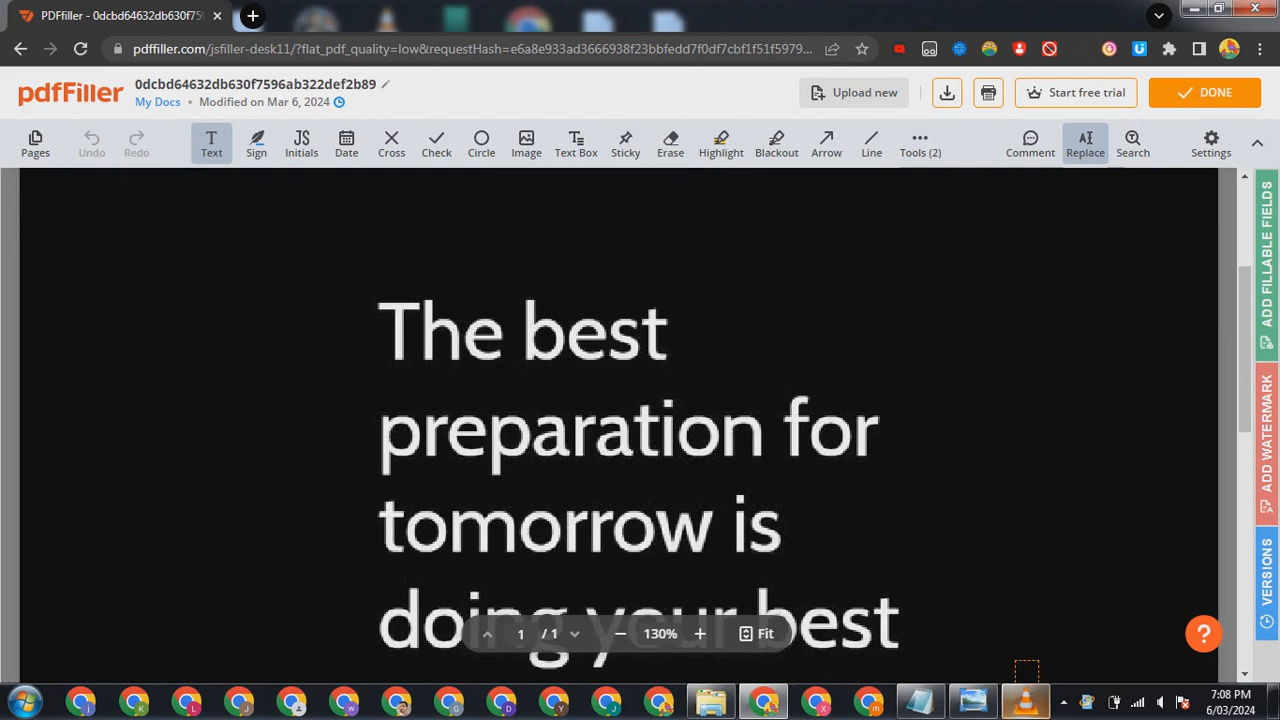 PDFfiller - 0dcbd64632db630f75
pdffiller.com/jsfiller-desk11/?flat_pdf_quality=low&requestHash=e6a8e933ad3666938f23bbfedd7f0df7cbf1f51f5979...
pdfFiller
0dcbd64632db630f7596ab322def2b89
My Docs • Modified on Mar 6, 2024
Upload new
Start free trial
DONE
Pages
Undo
Redo
Text
Sign
Initials
Date
Cross
Check
Circle
Image
Text Box
Sticky
Erase
Highlight
Blackout
Arrow
Line
Tools (2)
Comment
Replace
Search
Settings
The best
preparation for
tomorrow is
doing your best
1 / 1
130%
Fit
ADD FILLABLE FIELDS
ADD WATERMARK
VERSIONS
?
7:08 PM
6/03/2024